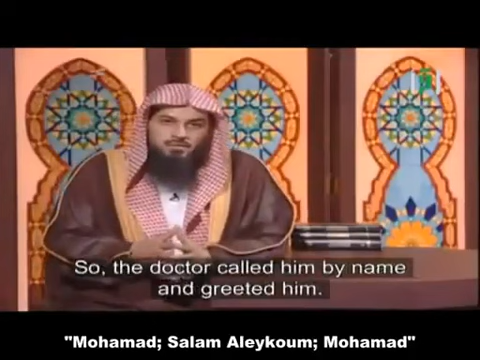 So, the doctor called him by name
and greeted him.
"Mohamad; Salam Aleykoum; Mohamad"